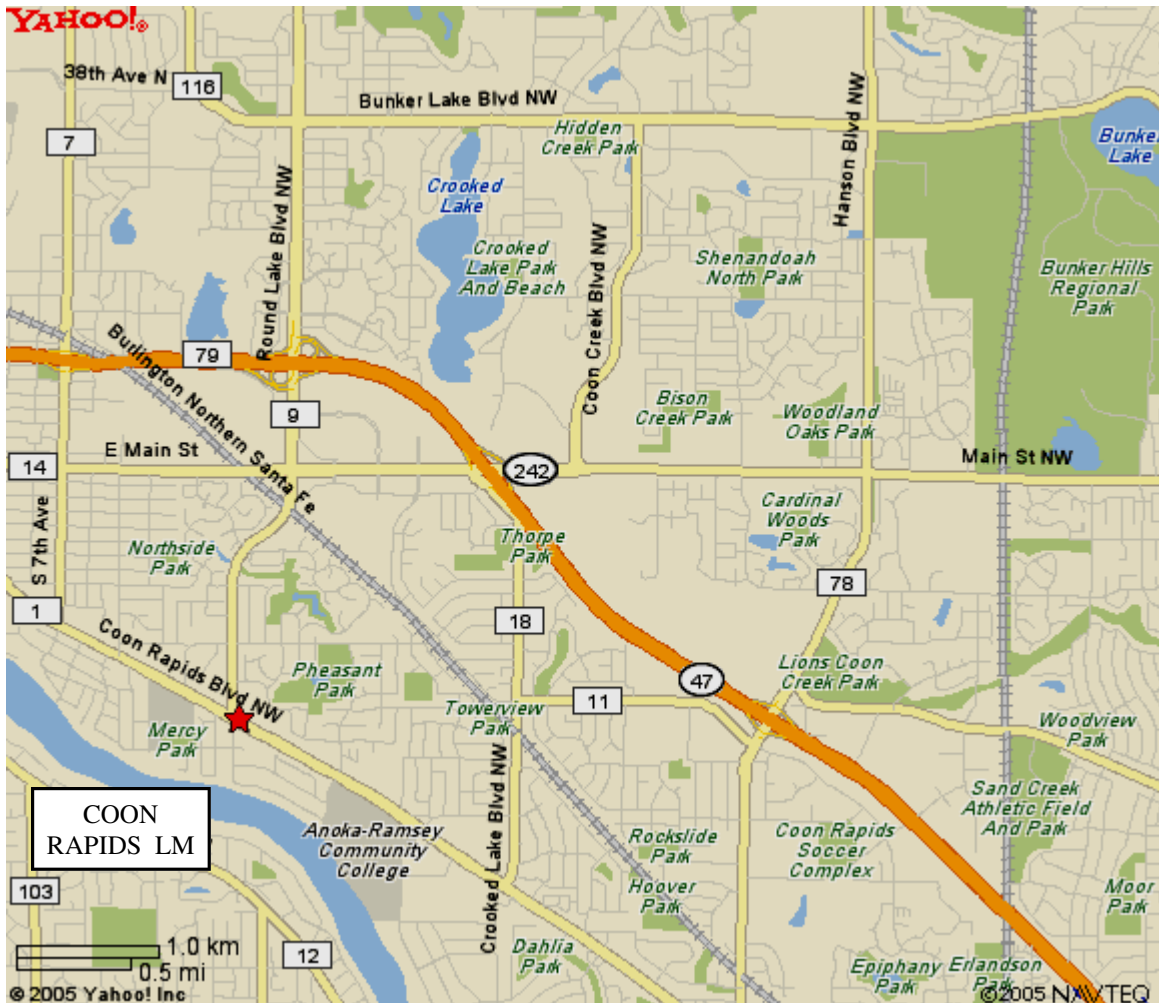 YAHOO!®
38th Ave N
116
Bunker Lake Blvd NW
Hanson Blvd NW
Hidden
Creek Park
Bunker
Lake
7
Round Lake Blvd NW
Crooked
Lake
Coon Creek Blvd NW
Crooked
Lake Park
And Beach
Shenandoah
North Park
Bunker Hills
Regional
Park
79
Burlington Northern Santa Fe
9
Bison
Creek Park
Woodland
Oaks Park
E Main St
14
242
Main St NW
S 7th Ave
Northside
Park
Thorpe
Park
Cardinal
Woods
Park
78
1
Coon Rapids Blvd NW
18
Pheasant
Park
Lions Coon
Creek Park
47
11
Mercy
Park
Towerview
Park
Woodview
Park
Crooked Lake Blvd NW
COON
RAPIDS LM
Anoka-Ramsey
Community
College
Rockslide
Park
Coon Rapids
Soccer
Complex
Sand Creek
Athletic Field
And Park
103
Hoover
Park
Moor
Park
12
Dahlia
Park
Epiphany
Park
Erlandson
Park
1.0 km
0.5 mi
© 2005 Yahoo! Inc
©2005 NAVTEQ